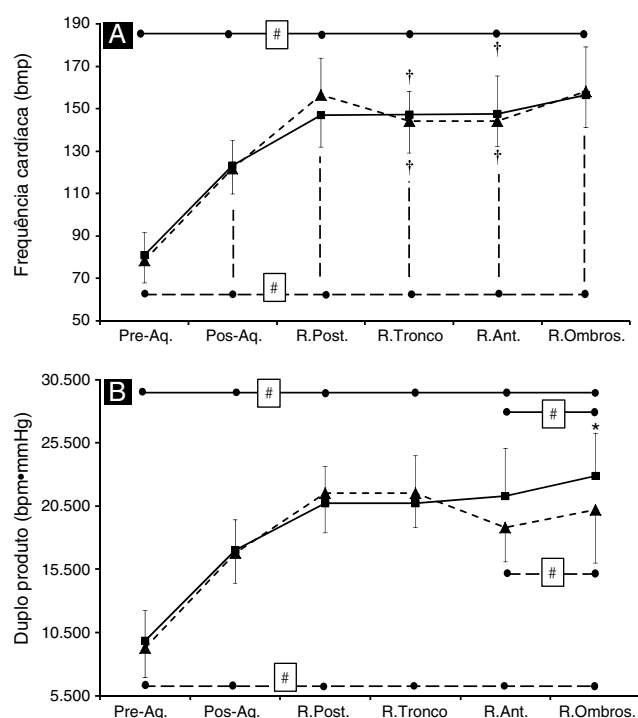 A
Frequência cardíaca (bmp)
190
170
150
130
110
90
70
50
#
†
†
†
†
#
Pre-Aq.
Pos-Aq.
R.Post.
R.Tronco
R.Ant.
R.Ombros.
B
Duplo produto (bpm•mmHg)
30.500
25.500
20.500
15.500
10.500
5.500
#
#
*
#
#
Pre-Aq.
Pos-Aq.
R.Post.
R.Tronco
R.Ant.
R.Ombros.